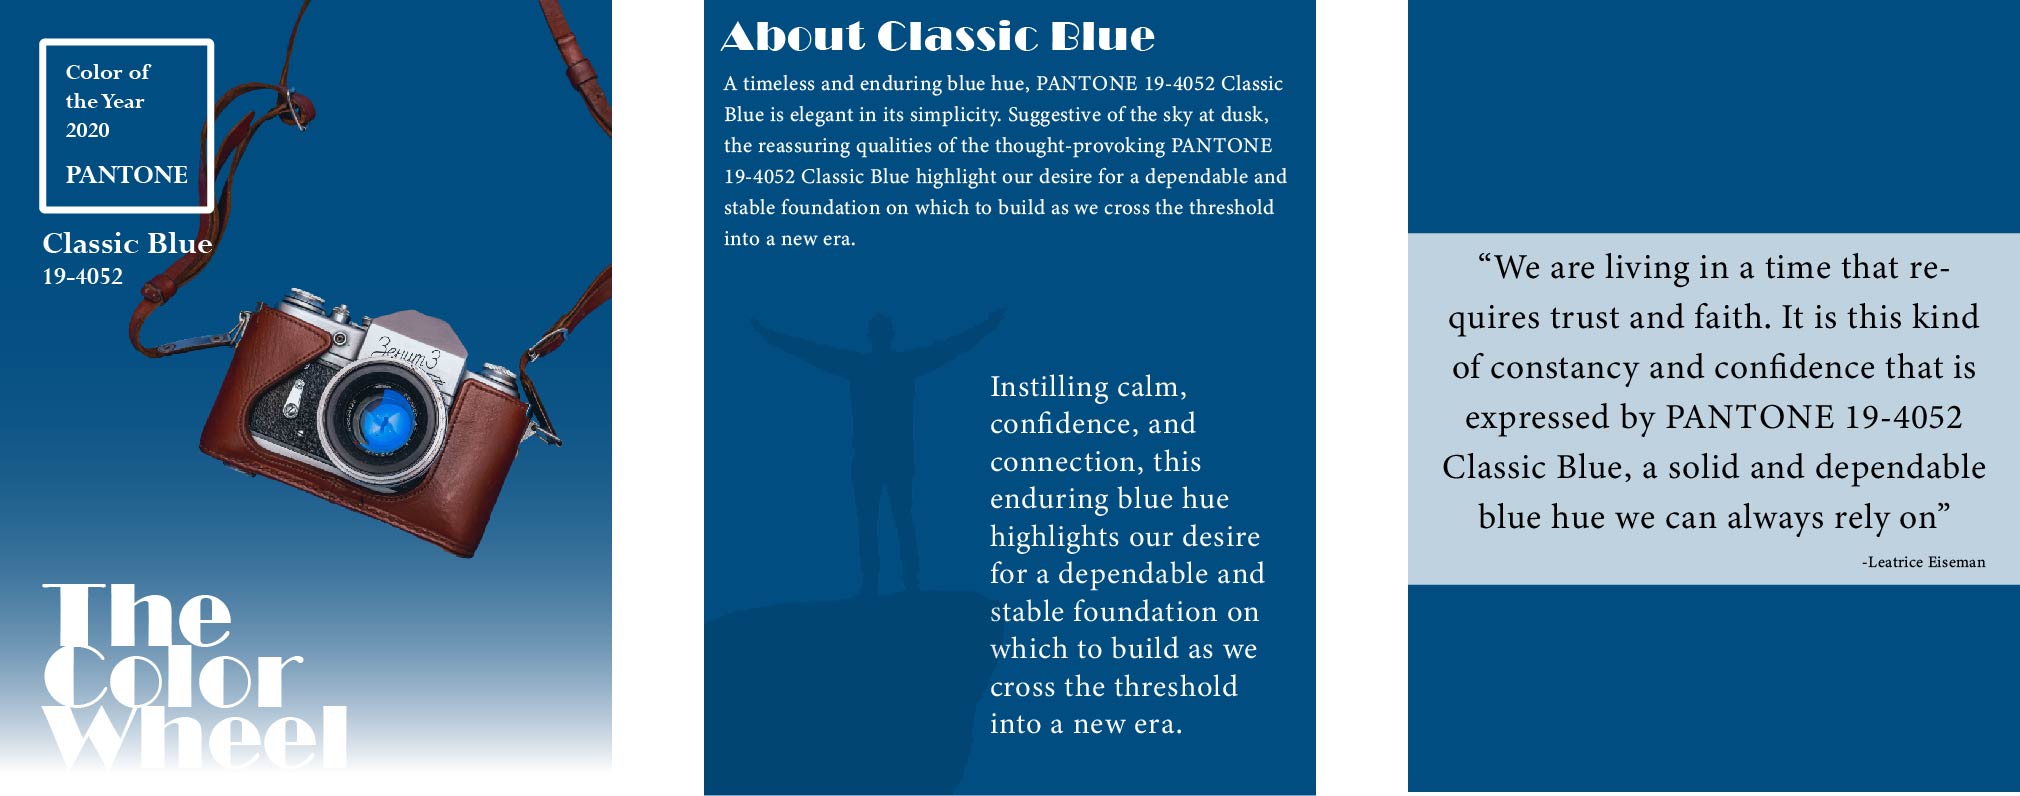 Color of
the Year
2020
PANTONE
Classic Blue
19-4052
Зенит 3
The
Color
Wheel
About Classic Blue
A timeless and enduring blue hue, PANTONE 19-4052 Classic
Blue is elegant in its simplicity. Suggestive of the sky at dusk,
the reassuring qualities of the thought-provoking PANTONE
19-4052 Classic Blue highlight our desire for a dependable and
stable foundation on which to build as we cross the threshold
into a new era.
Instilling calm,
confidence, and
connection, this
enduring blue hue
highlights our desire
for a dependable and
stable foundation on
which to build as we
cross the threshold
into a new era.
“We are living in a time that re-
quires trust and faith. It is this kind
of constancy and confidence that is
expressed by PANTONE 19-4052
Classic Blue, a solid and dependable
blue hue we can always rely on”
-Leatrice Eiseman